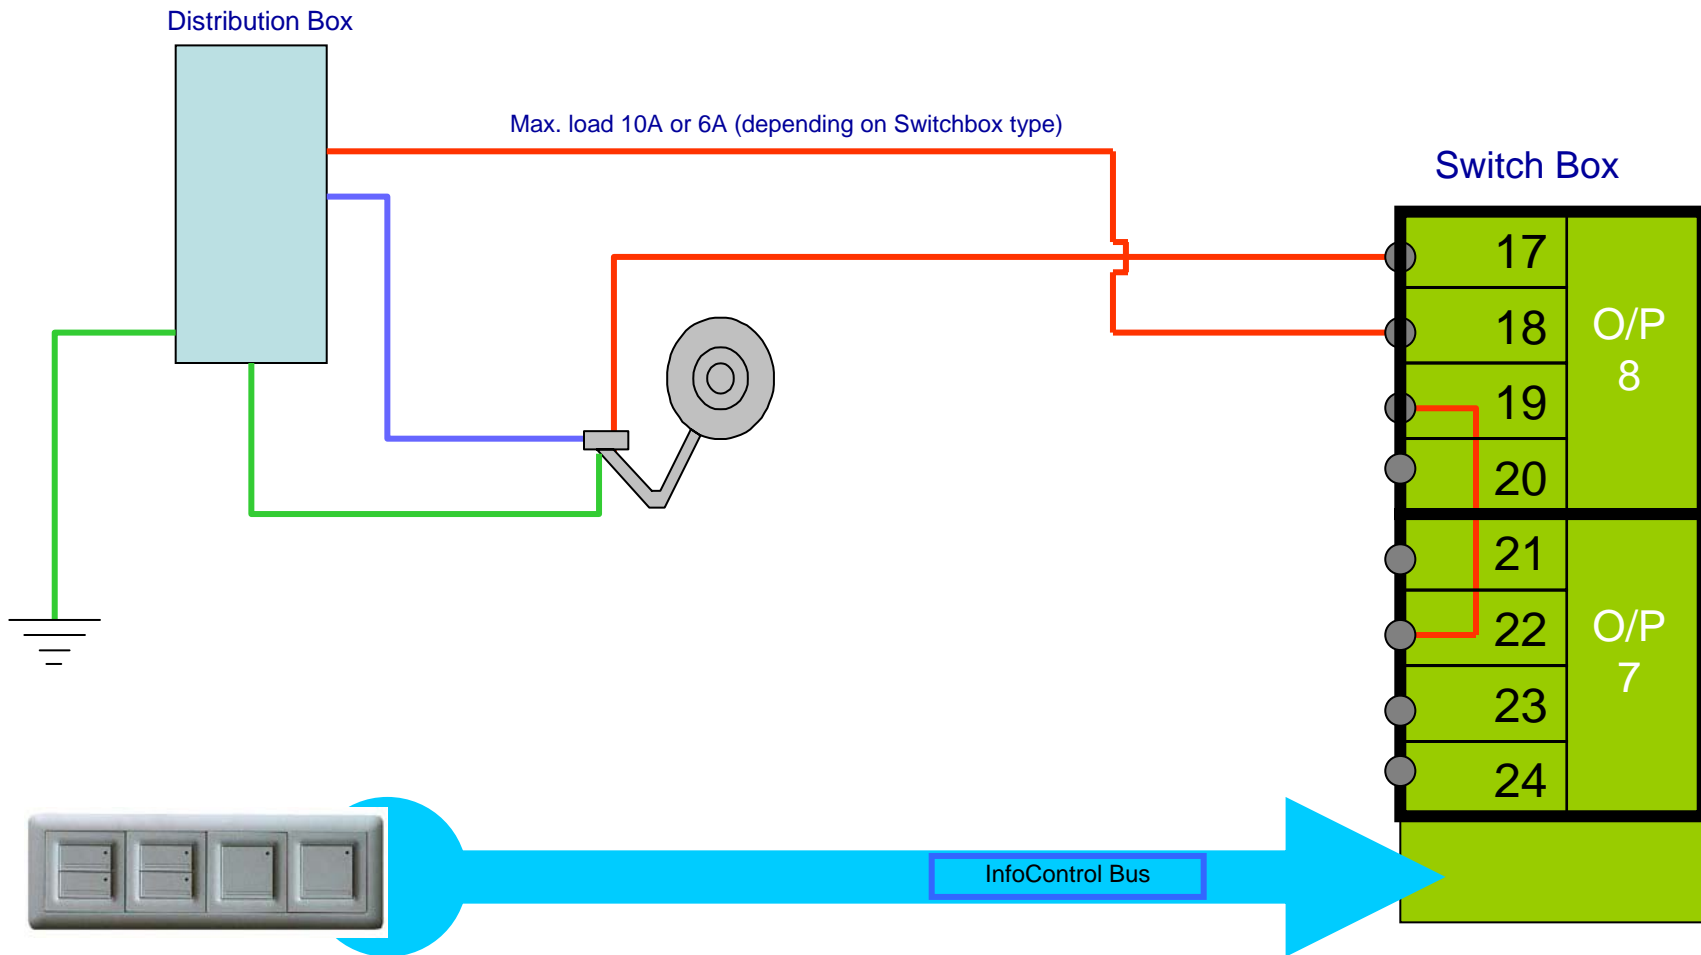 Distribution Box
Max. load 10A or 6A (depending on Switchbox type)
Switch Box
17
18
19
20
O/P
8
21
22
23
24
O/P
7
InfoControl Bus